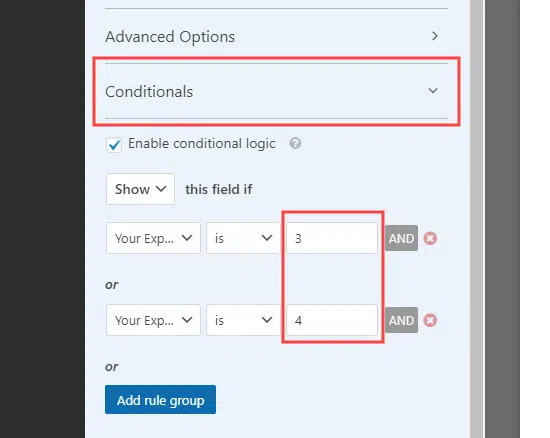 Advanced Options
Conditionals
Enable conditional logic
Show this field if
Your Exp... is 3 AND
or
Your Exp... is 4 AND
or
Add rule group